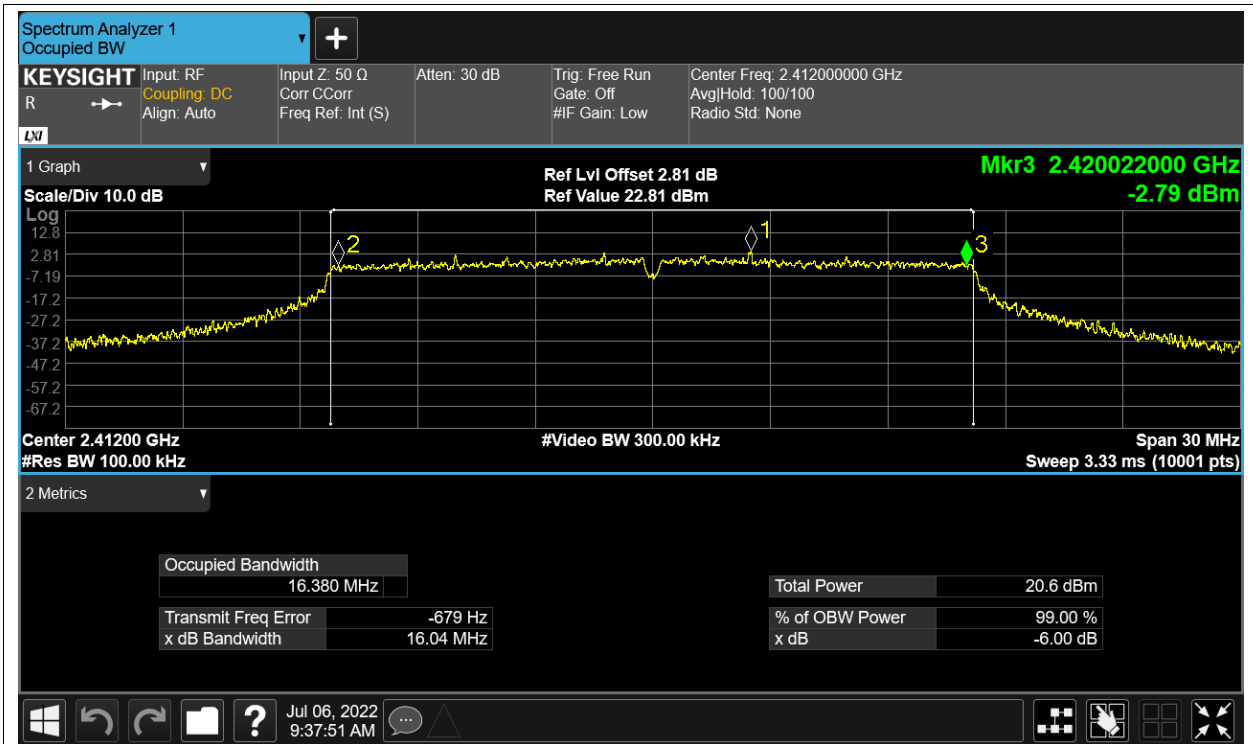 Spectrum Analyzer 1
Occupied BW
KEYSIGHT
R
LXI
Input: RF
Coupling: DC
Align: Auto
Input Z: 50 Ω
Corr CCorr
Freq Ref: Int (S)
Atten: 30 dB
Trig: Free Run
Gate: Off
#IF Gain: Low
Center Freq: 2.412000000 GHz
Avg|Hold: 100/100
Radio Std: None
1 Graph
Scale/Div 10.0 dB
Ref Lvl Offset 2.81 dB
Ref Value 22.81 dBm
Mkr3 2.420022000 GHz
-2.79 dBm
Log
12.8
2.81
-7.19
-17.2
-27.2
-37.2
-47.2
-57.2
-67.2
2
1
3
Center 2.41200 GHz
#Video BW 300.00 kHz
Span 30 MHz
#Res BW 100.00 kHz
Sweep 3.33 ms (10001 pts)
2 Metrics
Occupied Bandwidth
16.380 MHz
Total Power 20.6 dBm
Transmit Freq Error -679 Hz
% of OBW Power 99.00 %
x dB Bandwidth 16.04 MHz
x dB -6.00 dB
?
Jul 06, 2022
9:37:51 AM